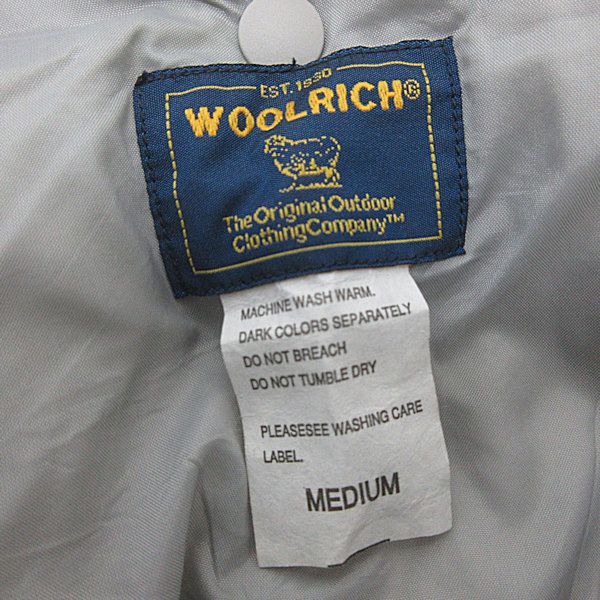 EST. 1830
WOOLRICH®
The Original Outdoor
Clothing Company™
MACHINE WASH WARM.
DARK COLORS SEPARATELY
DO NOT BREACH
DO NOT TUMBLE DRY
PLEASESEE WASHING CARE
LABEL.
MEDIUM